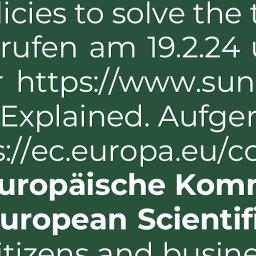 licies to solve the t
rufen am 19.2.24 u
r https://www.sun
Explained. Aufger
s://ec.europa.eu/co
uropäische Komm
uropean Scientifi
itizens and busine